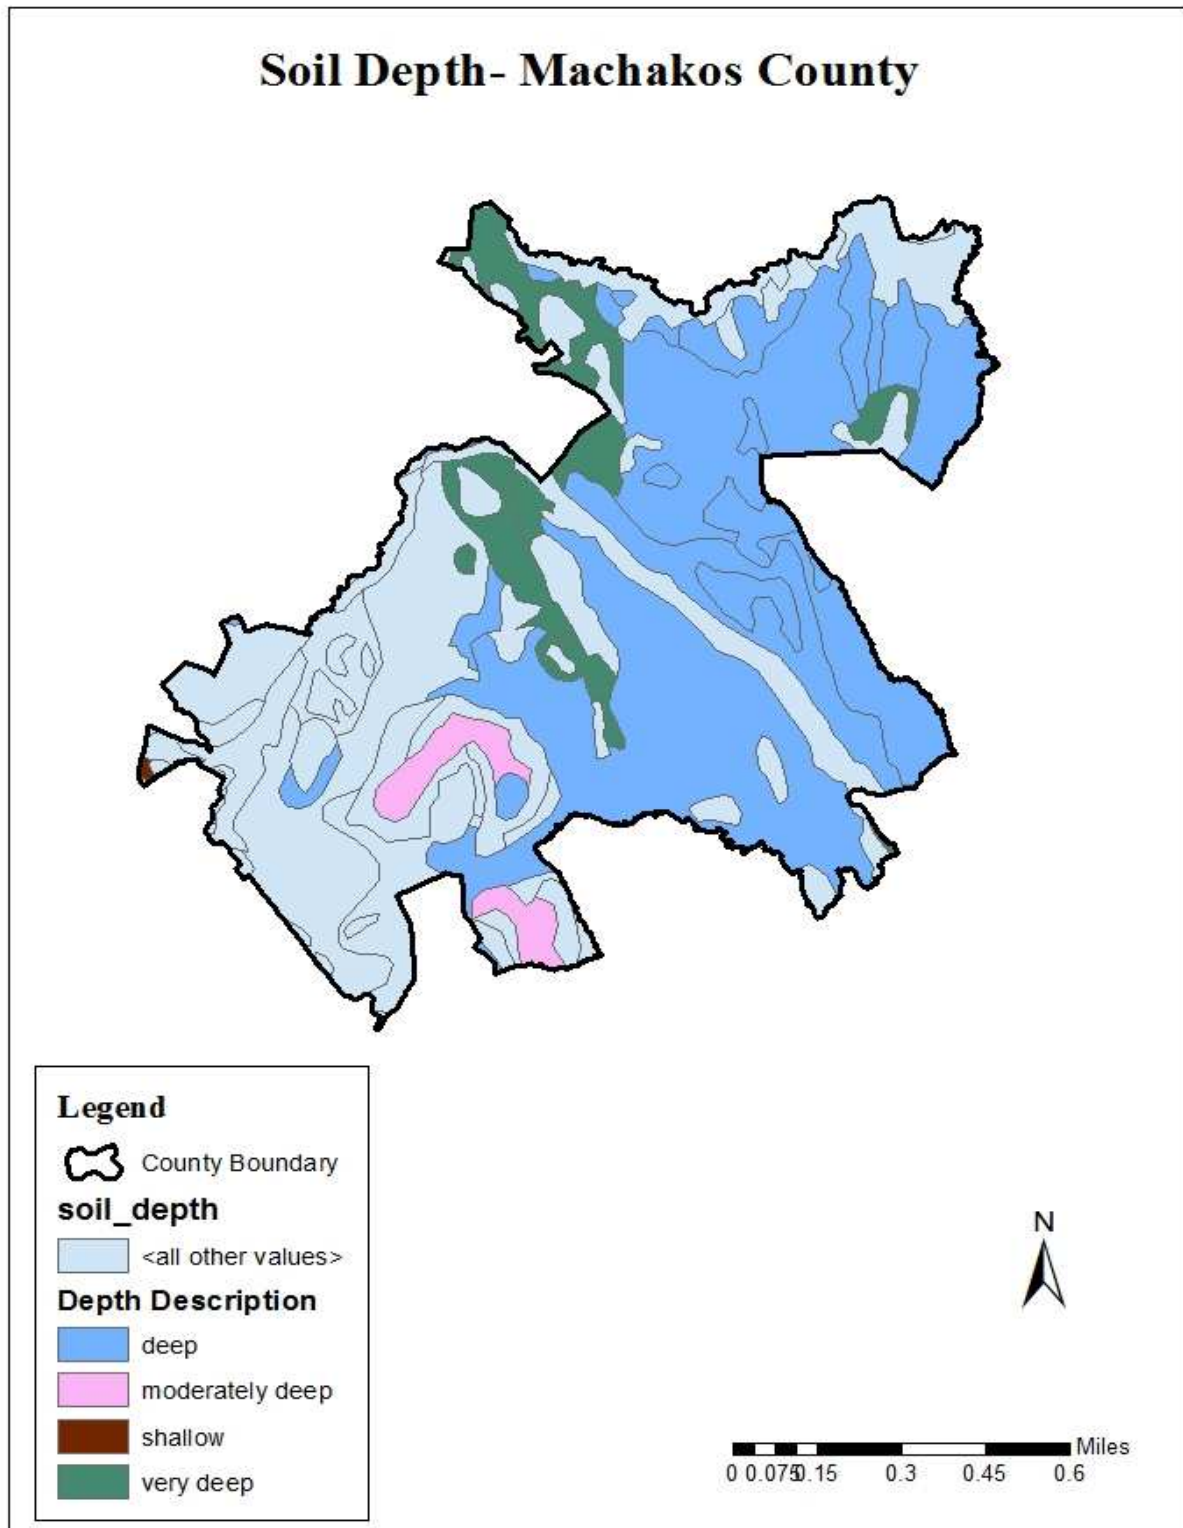 Soil Depth- Machakos County
Legend
County Boundary
soil_depth
<all other values>
Depth Description
deep
moderately deep
shallow
very deep
N
Miles
0 0.075 0.15 0.3 0.45 0.6